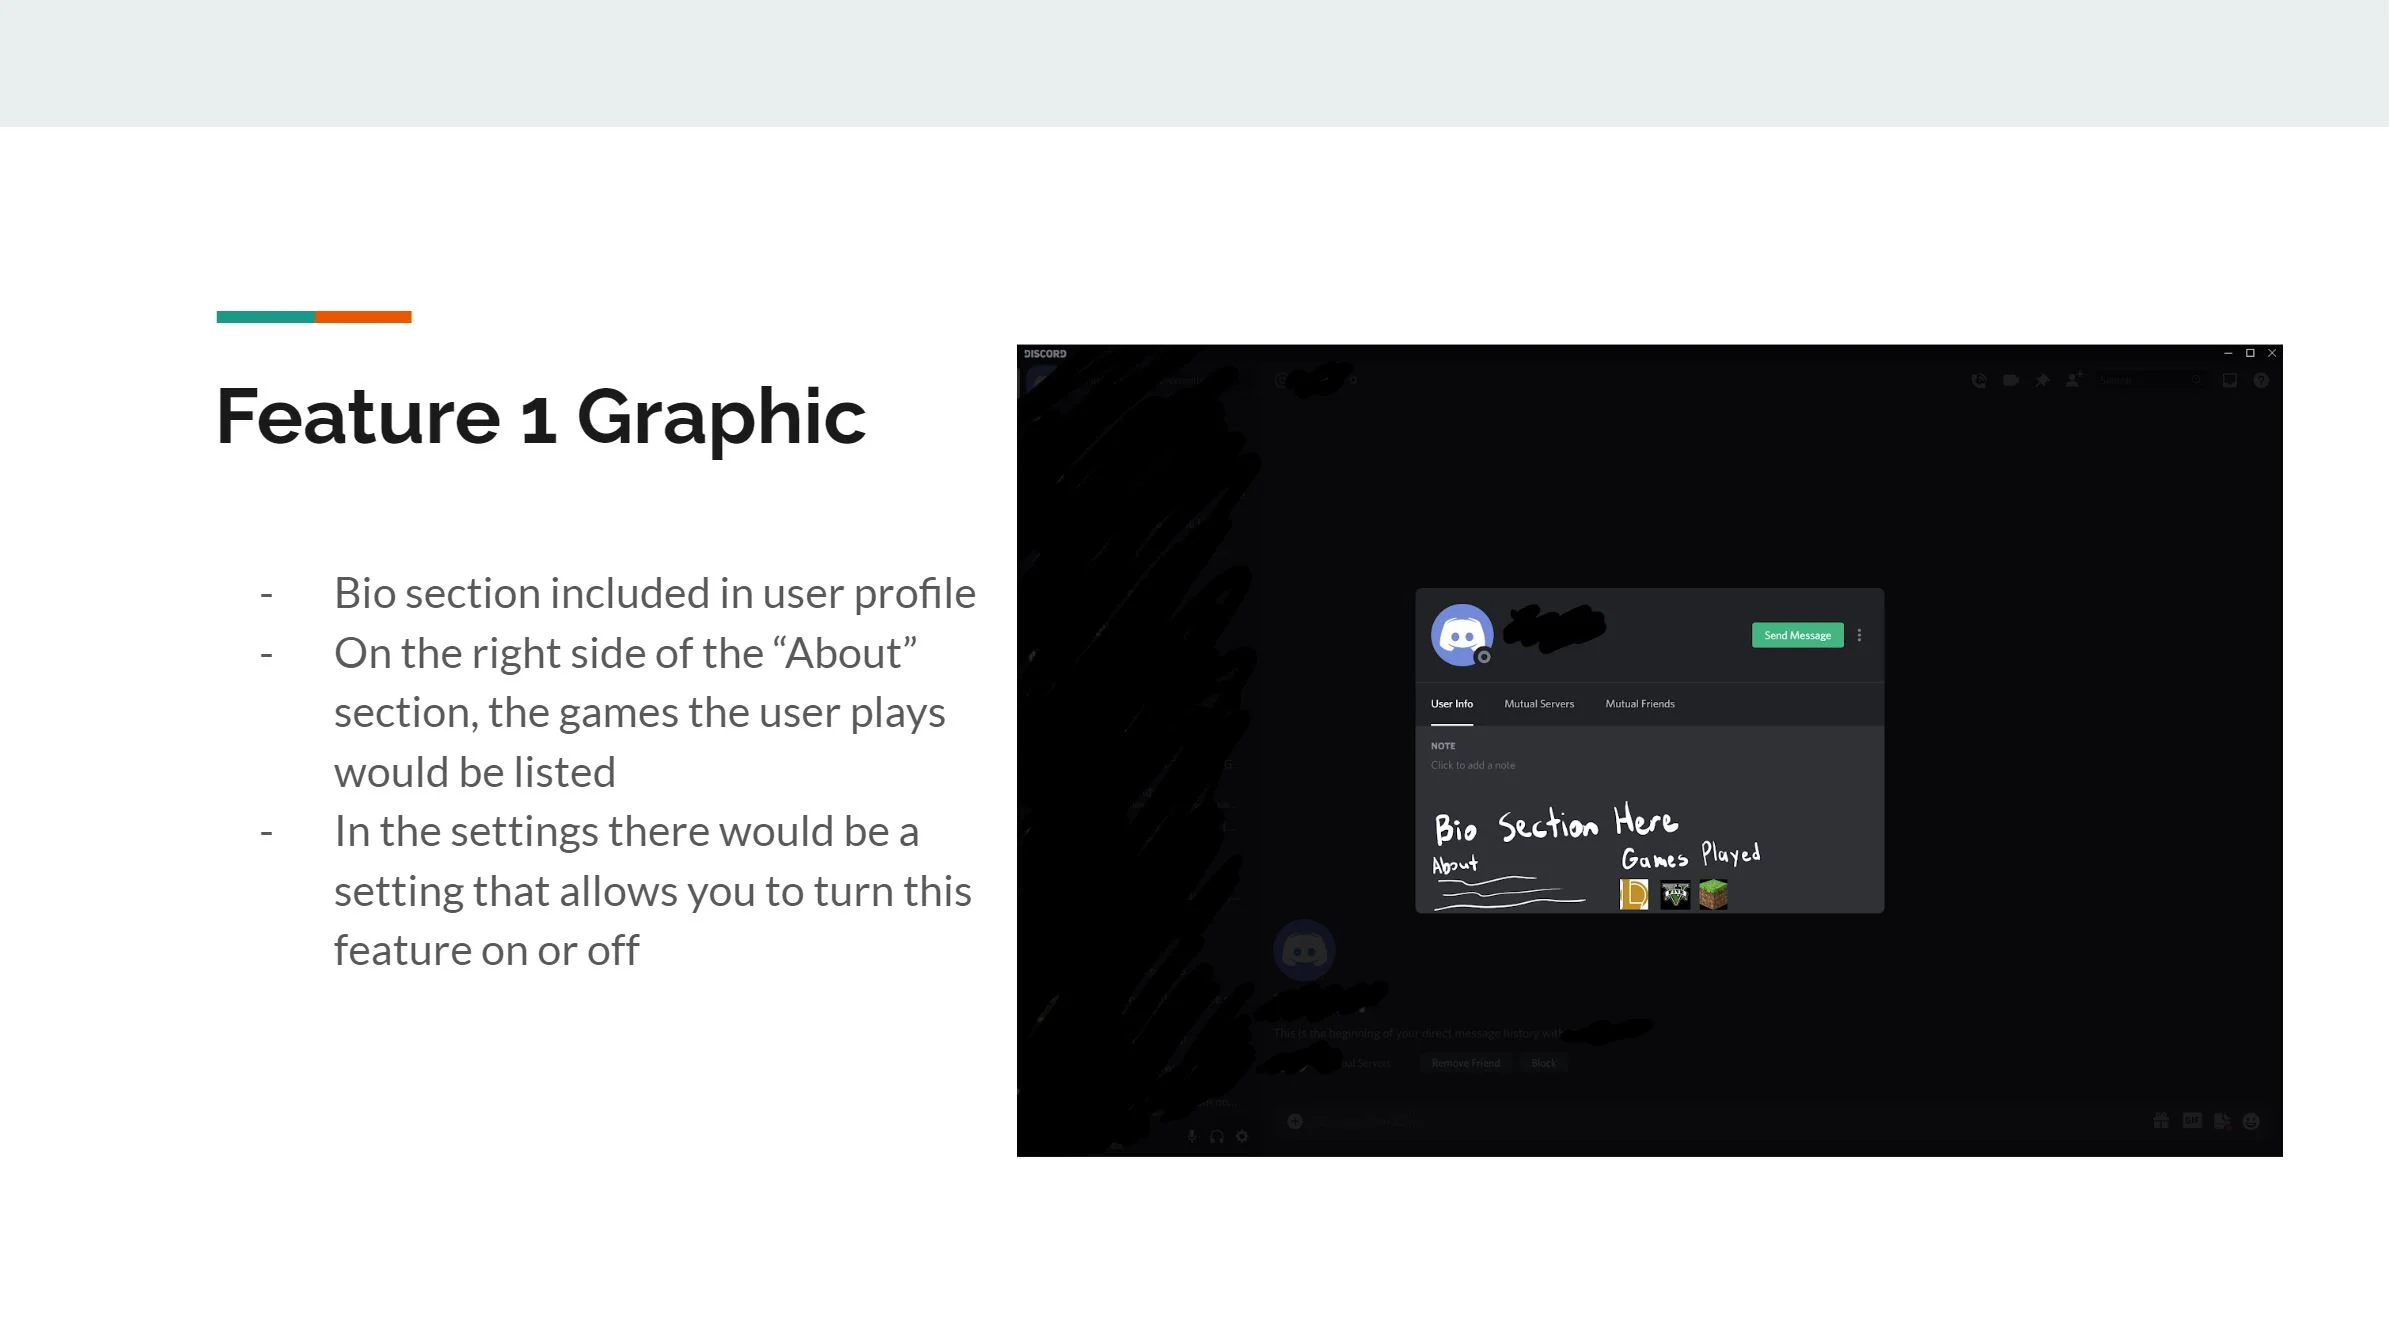 Feature 1 Graphic
- Bio section included in user profile
- On the right side of the “About”
section, the games the user plays
would be listed
- In the settings there would be a
setting that allows you to turn this
feature on or off
DISCORD
Search
Send Message
User Info Mutual Servers Mutual Friends
NOTE
Click to add a note
Bio Section Here
About
Games Played
This is the beginning of your direct message history with
Servers Remove Friend Block
GIF